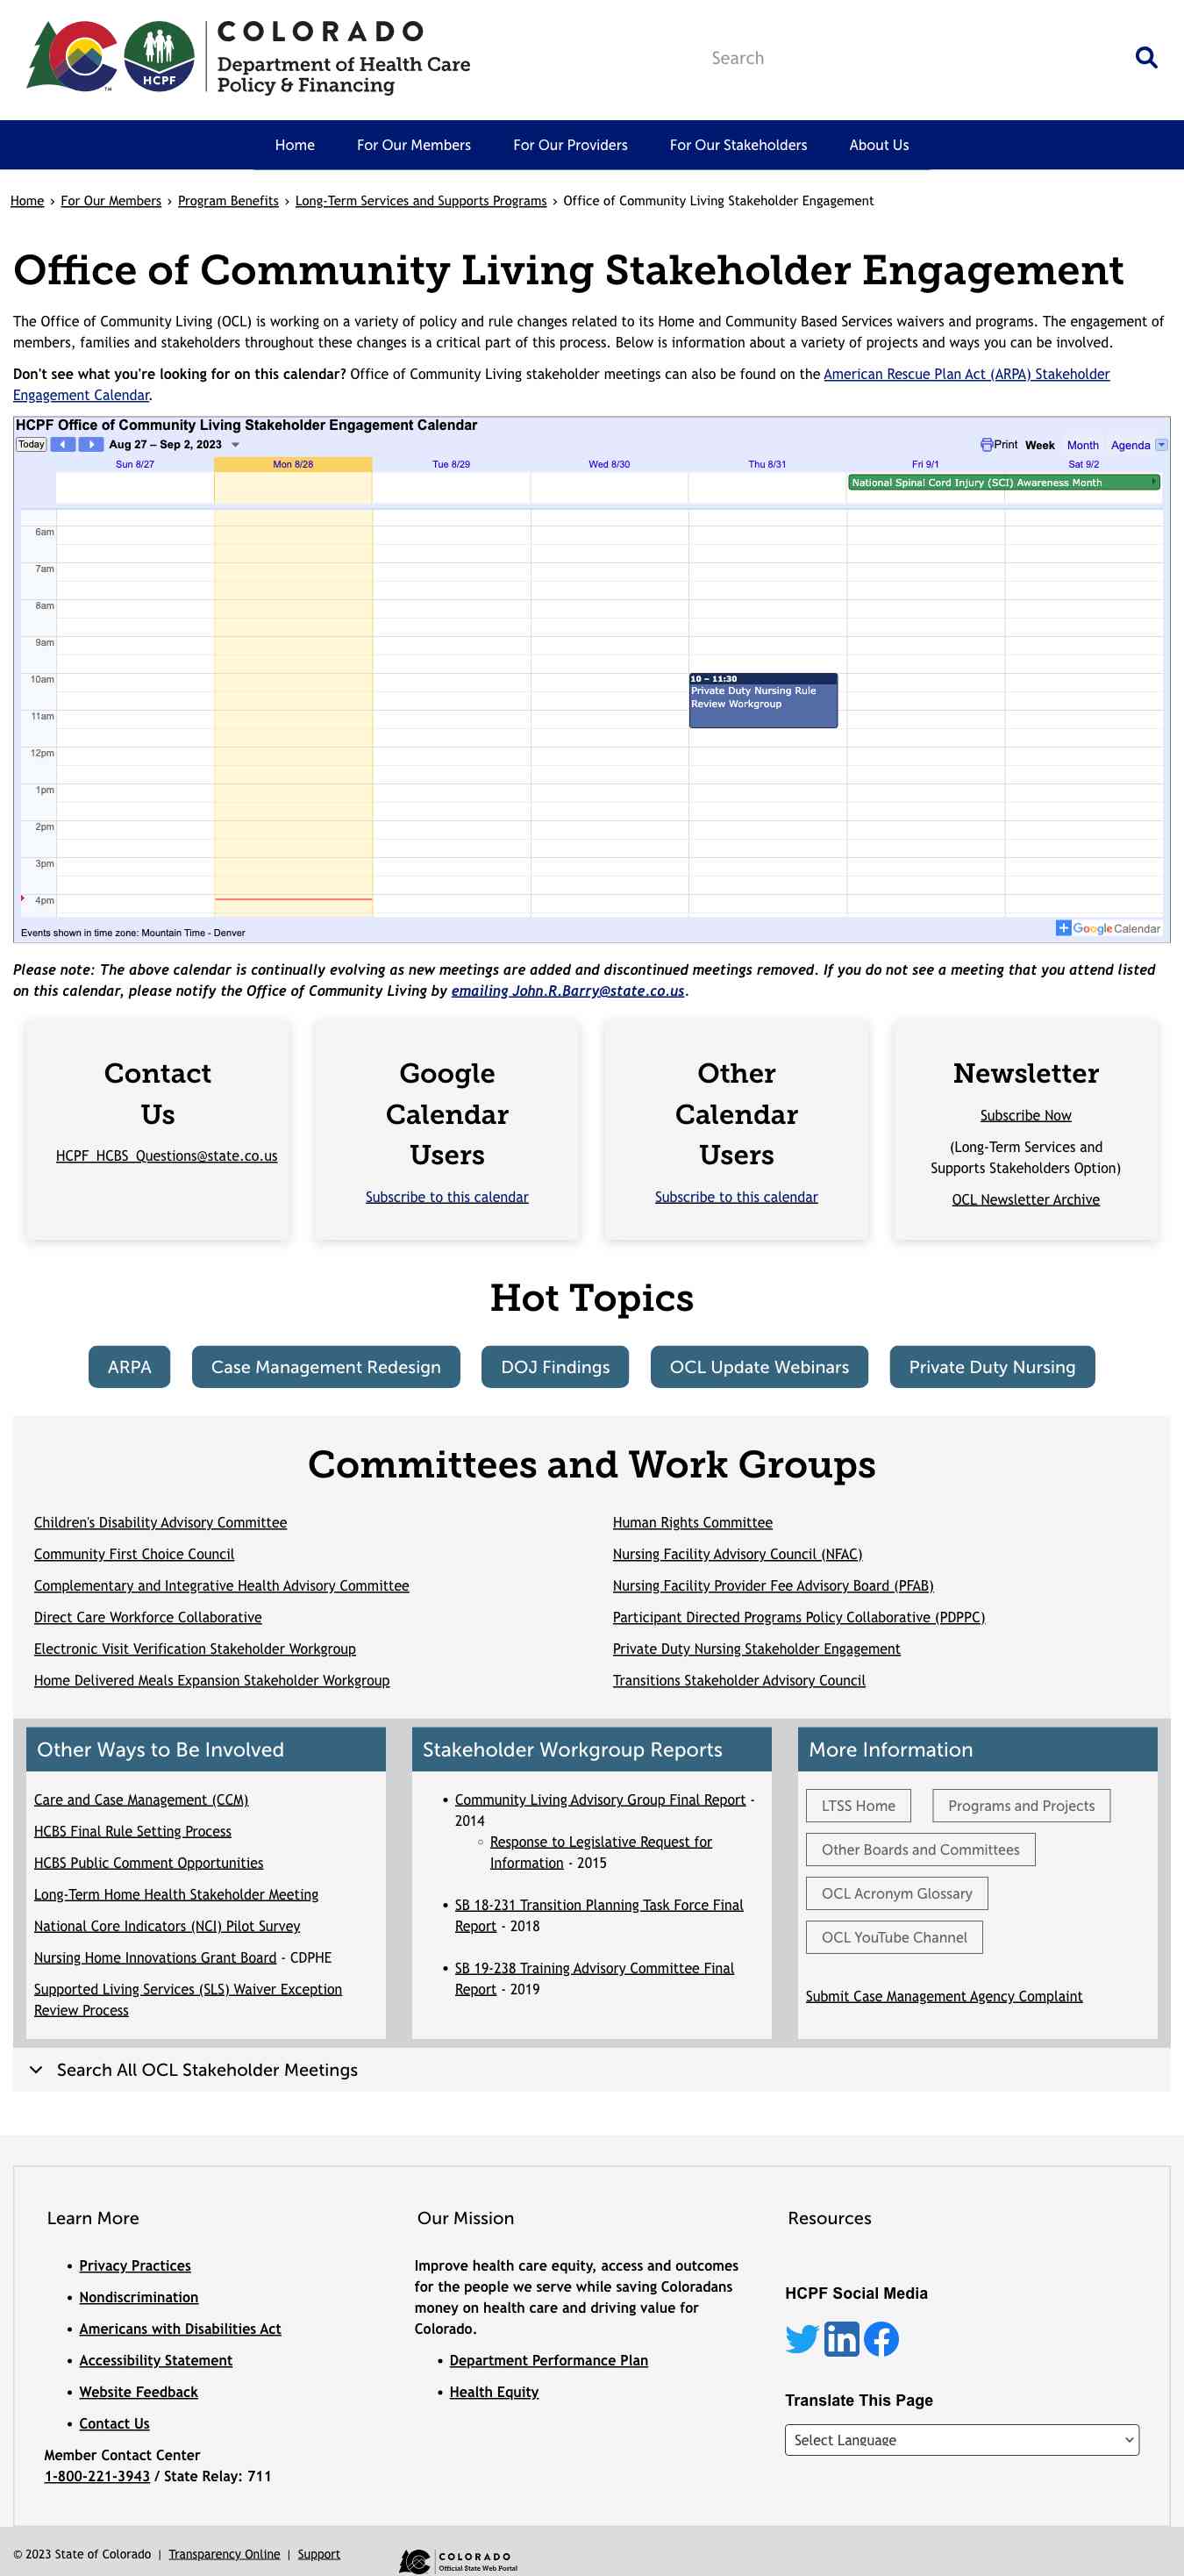 COLORADO
Department of Health Care
Policy & Financing
HCPF
TM
Search
Home
For Our Members
For Our Providers
For Our Stakeholders
About Us
Home › For Our Members › Program Benefits › Long-Term Services and Supports Programs › Office of Community Living Stakeholder Engagement
Office of Community Living Stakeholder Engagement
The Office of Community Living (OCL) is working on a variety of policy and rule changes related to its Home and Community Based Services waivers and programs. The engagement of
members, families and stakeholders throughout these changes is a critical part of this process. Below is information about a variety of projects and ways you can be involved.
Don't see what you're looking for on this calendar? Office of Community Living stakeholder meetings can also be found on the American Rescue Plan Act (ARPA) Stakeholder
Engagement Calendar.
HCPF Office of Community Living Stakeholder Engagement Calendar
Today Aug 27 – Sep 2, 2023 Print Week Month Agenda
Sun 8/27 Mon 8/28 Tue 8/29 Wed 8/30 Thu 8/31 Fri 9/1 Sat 9/2
National Spinal Cord Injury (SCI) Awareness Month
6am
7am
8am
9am
10am
10 – 11:30
Private Duty Nursing Rule
Review Workgroup
11am
12pm
1pm
2pm
3pm
4pm
Events shown in time zone: Mountain Time - Denver
Google Calendar
Please note: The above calendar is continually evolving as new meetings are added and discontinued meetings removed. If you do not see a meeting that you attend listed
on this calendar, please notify the Office of Community Living by emailing John.R.Barry@state.co.us.
Contact
Us
HCPF_HCBS_Questions@state.co.us
Google
Calendar
Users
Subscribe to this calendar
Other
Calendar
Users
Subscribe to this calendar
Newsletter
Subscribe Now
(Long-Term Services and
Supports Stakeholders Option)
OCL Newsletter Archive
Hot Topics
ARPA
Case Management Redesign
DOJ Findings
OCL Update Webinars
Private Duty Nursing
Committees and Work Groups
Children's Disability Advisory Committee
Community First Choice Council
Complementary and Integrative Health Advisory Committee
Direct Care Workforce Collaborative
Electronic Visit Verification Stakeholder Workgroup
Home Delivered Meals Expansion Stakeholder Workgroup
Human Rights Committee
Nursing Facility Advisory Council (NFAC)
Nursing Facility Provider Fee Advisory Board (PFAB)
Participant Directed Programs Policy Collaborative (PDPPC)
Private Duty Nursing Stakeholder Engagement
Transitions Stakeholder Advisory Council
Other Ways to Be Involved
Care and Case Management (CCM)
HCBS Final Rule Setting Process
HCBS Public Comment Opportunities
Long-Term Home Health Stakeholder Meeting
National Core Indicators (NCI) Pilot Survey
Nursing Home Innovations Grant Board - CDPHE
Supported Living Services (SLS) Waiver Exception
Review Process
Stakeholder Workgroup Reports
• Community Living Advisory Group Final Report -
2014
◦ Response to Legislative Request for
Information - 2015
• SB 18-231 Transition Planning Task Force Final
Report - 2018
• SB 19-238 Training Advisory Committee Final
Report - 2019
More Information
LTSS Home
Programs and Projects
Other Boards and Committees
OCL Acronym Glossary
OCL YouTube Channel
Submit Case Management Agency Complaint
Search All OCL Stakeholder Meetings
Learn More
• Privacy Practices
• Nondiscrimination
• Americans with Disabilities Act
• Accessibility Statement
• Website Feedback
• Contact Us
Member Contact Center
1-800-221-3943 / State Relay: 711
Our Mission
Improve health care equity, access and outcomes
for the people we serve while saving Coloradans
money on health care and driving value for
Colorado.
• Department Performance Plan
• Health Equity
Resources
HCPF Social Media
in
Translate This Page
Select Language
© 2023 State of Colorado | Transparency Online | Support
COLORADO
Official State Web Portal